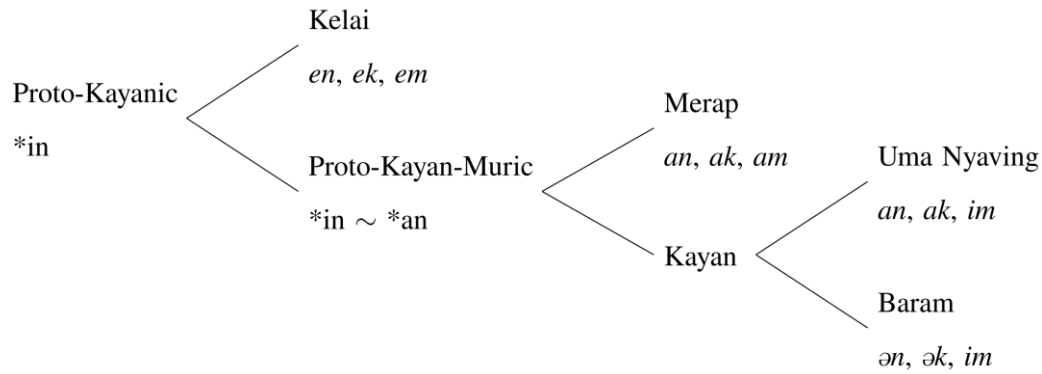 Kelai
en, ek, em
Proto-Kayanic
*in
Merap
an, ak, am
Proto-Kayan-Muric
*in ∼ *an
Uma Nyaving
an, ak, im
Kayan
Baram
ən, ək, im